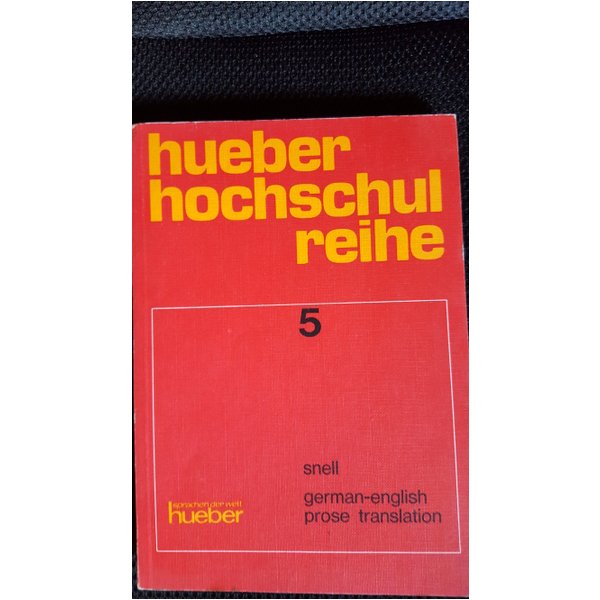 hueber
hochschul
reihe
5
snell
german-english
prose translation
sprachen der welt
hueber